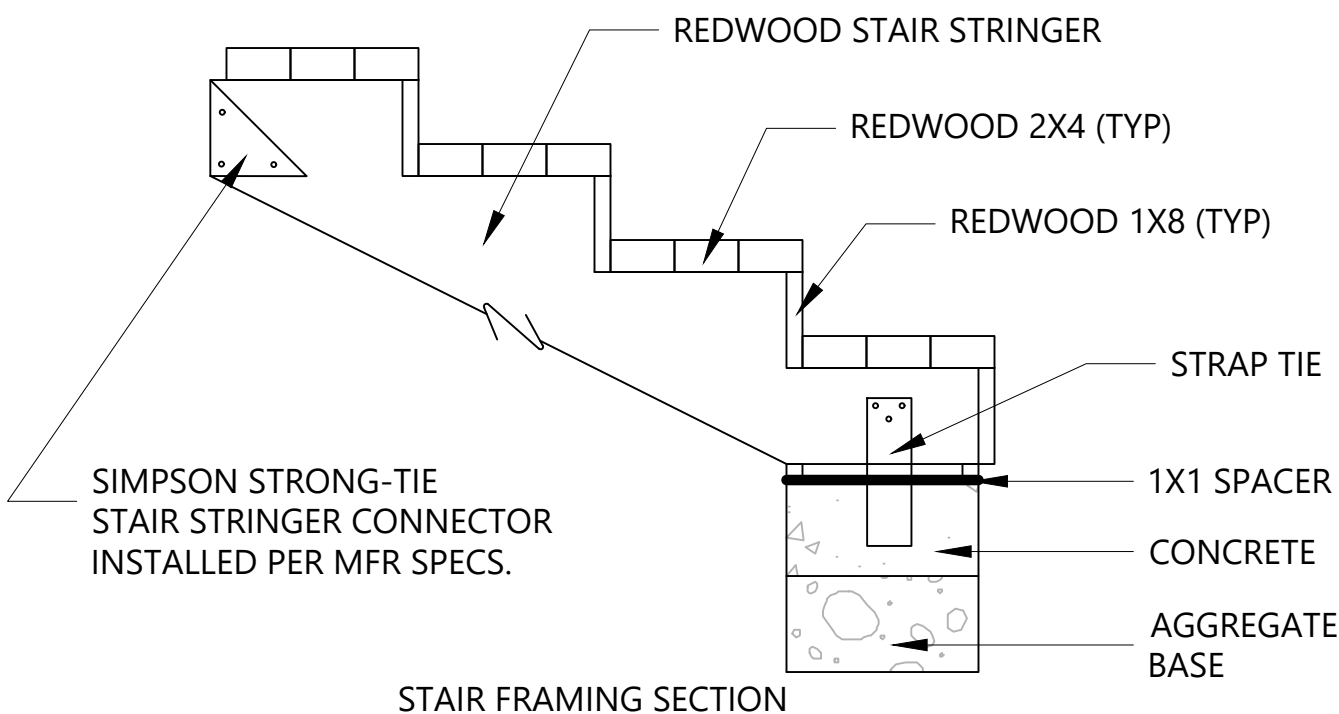 REDWOOD STAIR STRINGER
REDWOOD 2X4 (TYP)
REDWOOD 1X8 (TYP)
STRAP TIE
SIMPSON STRONG-TIE
STAIR STRINGER CONNECTOR
INSTALLED PER MFR SPECS.
1X1 SPACER
CONCRETE
AGGREGATE
BASE
STAIR FRAMING SECTION